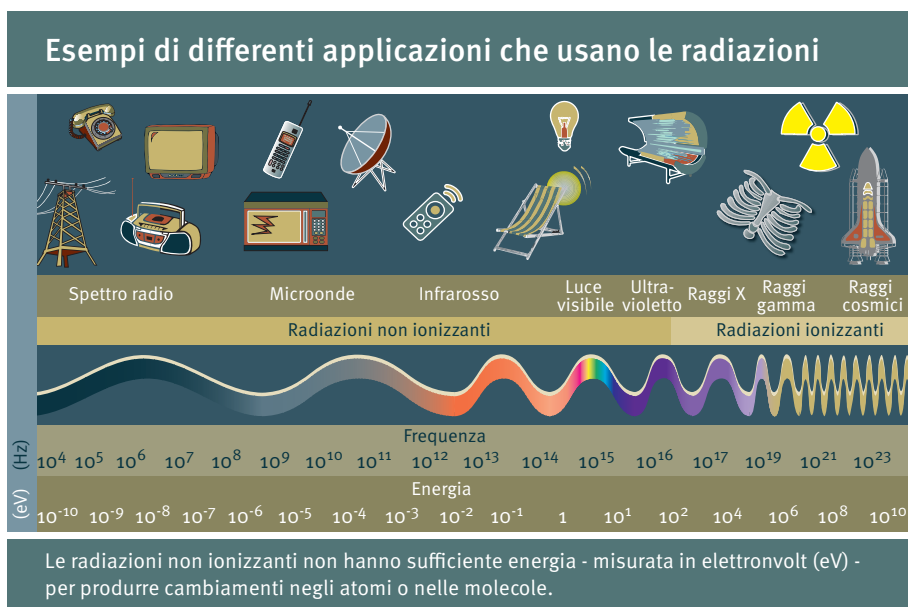 Esempi di differenti applicazioni che usano le radiazioni
Spettro radio Microonde Infrarosso Luce visibile Ultra-violetto Raggi X Raggi gamma Raggi cosmici
Radiazioni non ionizzanti Radiazioni ionizzanti
Frequenza
(Hz) 10⁴ 10⁵ 10⁶ 10⁷ 10⁸ 10⁹ 10¹⁰ 10¹¹ 10¹² 10¹³ 10¹⁴ 10¹⁵ 10¹⁶ 10¹⁷ 10¹⁹ 10²¹ 10²³
Energia
(eV) 10⁻¹⁰ 10⁻⁹ 10⁻⁸ 10⁻⁷ 10⁻⁶ 10⁻⁵ 10⁻⁴ 10⁻³ 10⁻² 10⁻¹ 1 10¹ 10² 10⁴ 10⁶ 10⁸ 10¹⁰
Le radiazioni non ionizzanti non hanno sufficiente energia - misurata in elettronvolt (eV) -
per produrre cambiamenti negli atomi o nelle molecole.